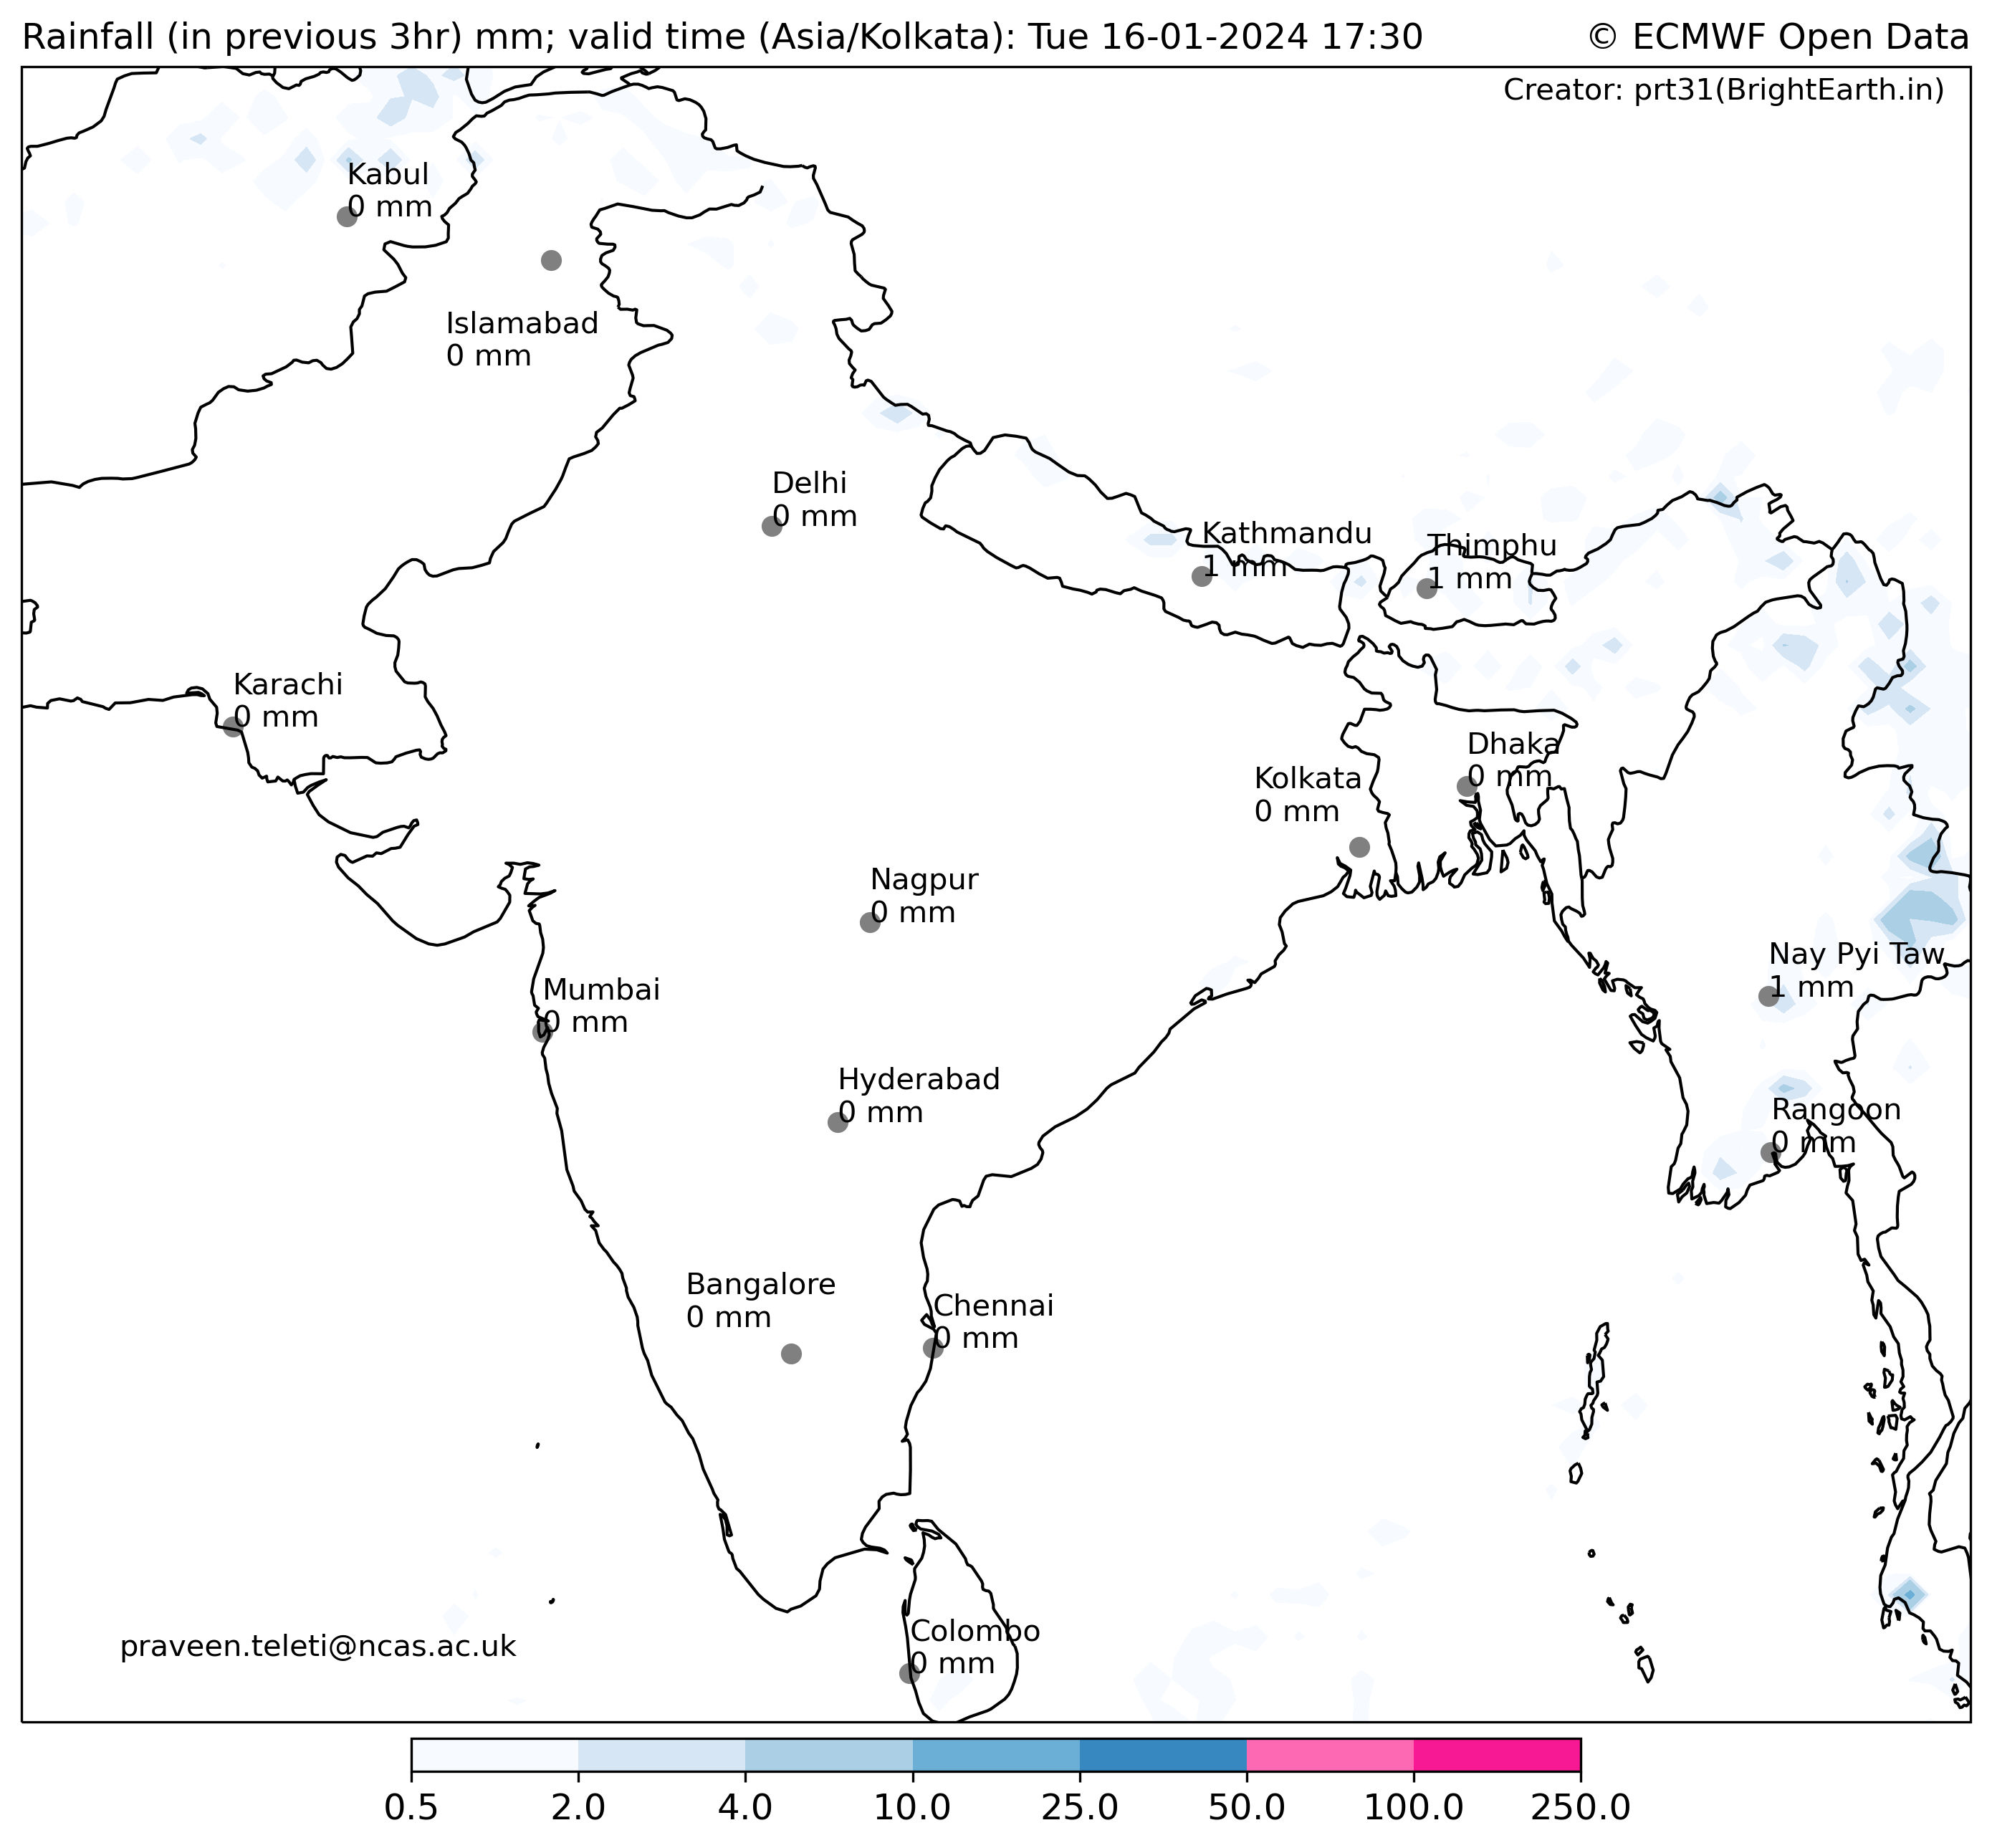 Rainfall (in previous 3hr) mm; valid time (Asia/Kolkata): Tue 16-01-2024 17:30
© ECMWF Open Data
Creator: prt31(BrightEarth.in)
Kabul
0 mm
Islamabad
0 mm
Delhi
0 mm
Kathmandu
1 mm
Thimphu
1 mm
Karachi
0 mm
Dhaka
0 mm
Kolkata
0 mm
Nagpur
0 mm
Nay Pyi Taw
1 mm
Mumbai
0 mm
Hyderabad
0 mm
Rangoon
0 mm
Bangalore
0 mm
Chennai
0 mm
Colombo
0 mm
praveen.teleti@ncas.ac.uk
0.5 2.0 4.0 10.0 25.0 50.0 100.0 250.0